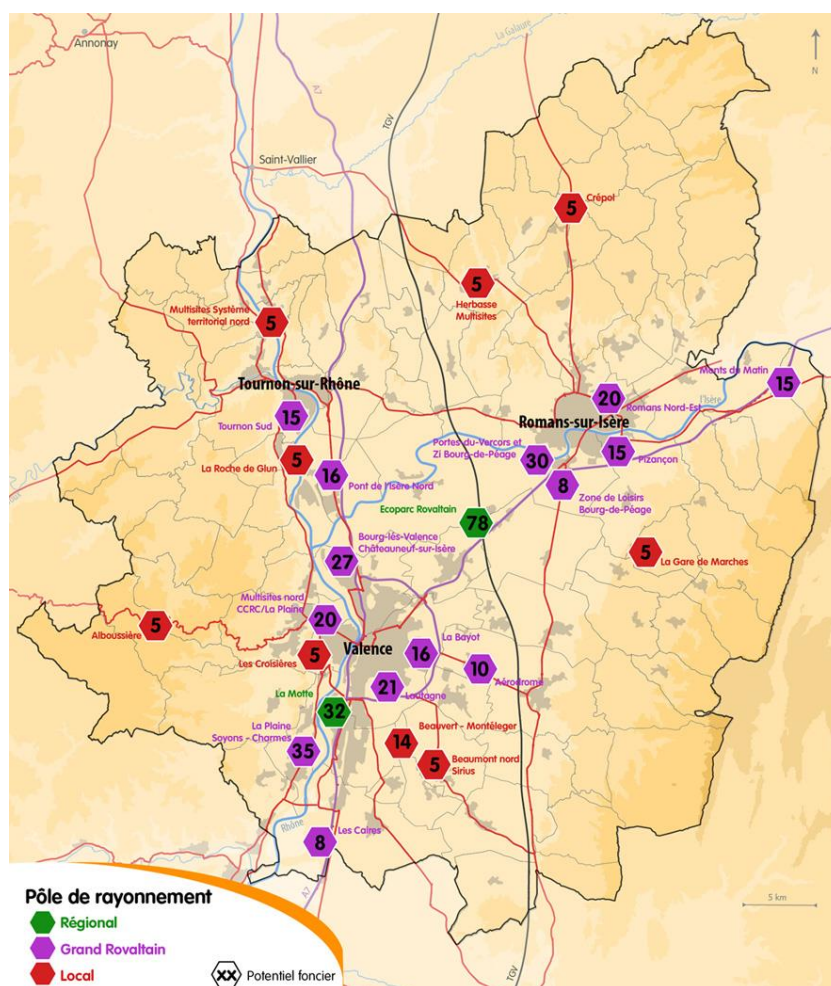 Annonay
La Galaure
N
A7
TGV
Saint-Vallier
5
Crépol
5
Herbasse
Multisites
Multisites Système
territorial nord
5
Tournon-sur-Rhône
Monts du Matin
15
l'Isère
20
Romans Nord-Est
Romans-sur-Isère
15
Tournon Sud
Portes-du-Vercors et
Zi Bourg-de-Péage
30
15
Pizançon
La Roche de Glun
5
16
Pont de l'Isère Nord
8
Zone de Loisirs
Bourg-de-Péage
Ecoparc Rovaltain
78
Bourg-lès-Valence
Châteauneuf-sur-Isère
27
5
La Gare de Marches
Multisites nord
CCRC/La Plaine
20
Alboussière
5
Valence
La Bayot
16
Les Croisières
5
10
Aérodrome
21
Lautagne
La Motte
32
La Plaine
Soyons - Charmes
35
Beauvert - Montéleger
14
5
Beaumont nord
Sirius
Rhône
8
Les Caires
A7
5 km
TGV
Pôle de rayonnement
Régional
Grand Rovaltain
Local
XX Potentiel foncier